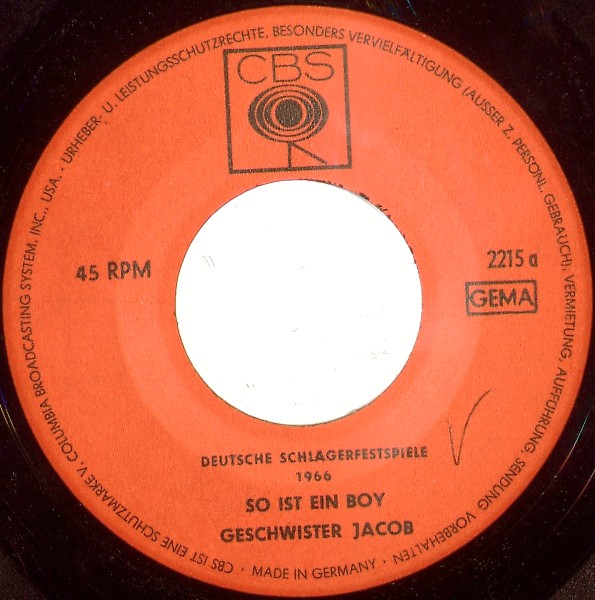 CBS
45 RPM
2215 a
GEMA
DEUTSCHE SCHLAGERFESTSPIELE
1966
SO IST EIN BOY
GESCHWISTER JACOB
CBS IST EINE SCHUTZMARKE V. COLUMBIA BROADCASTING SYSTEM, INC., USA. · URHEBER- U. LEISTUNGSSCHUTZRECHTE, BESONDERS VERVIELFÄLTIGUNG (AUSSER Z. PERSONL. GEBRAUCH), VERMIETUNG, AUFFÜHRUNG, SENDUNG VORBEHALTEN
· MADE IN GERMANY ·